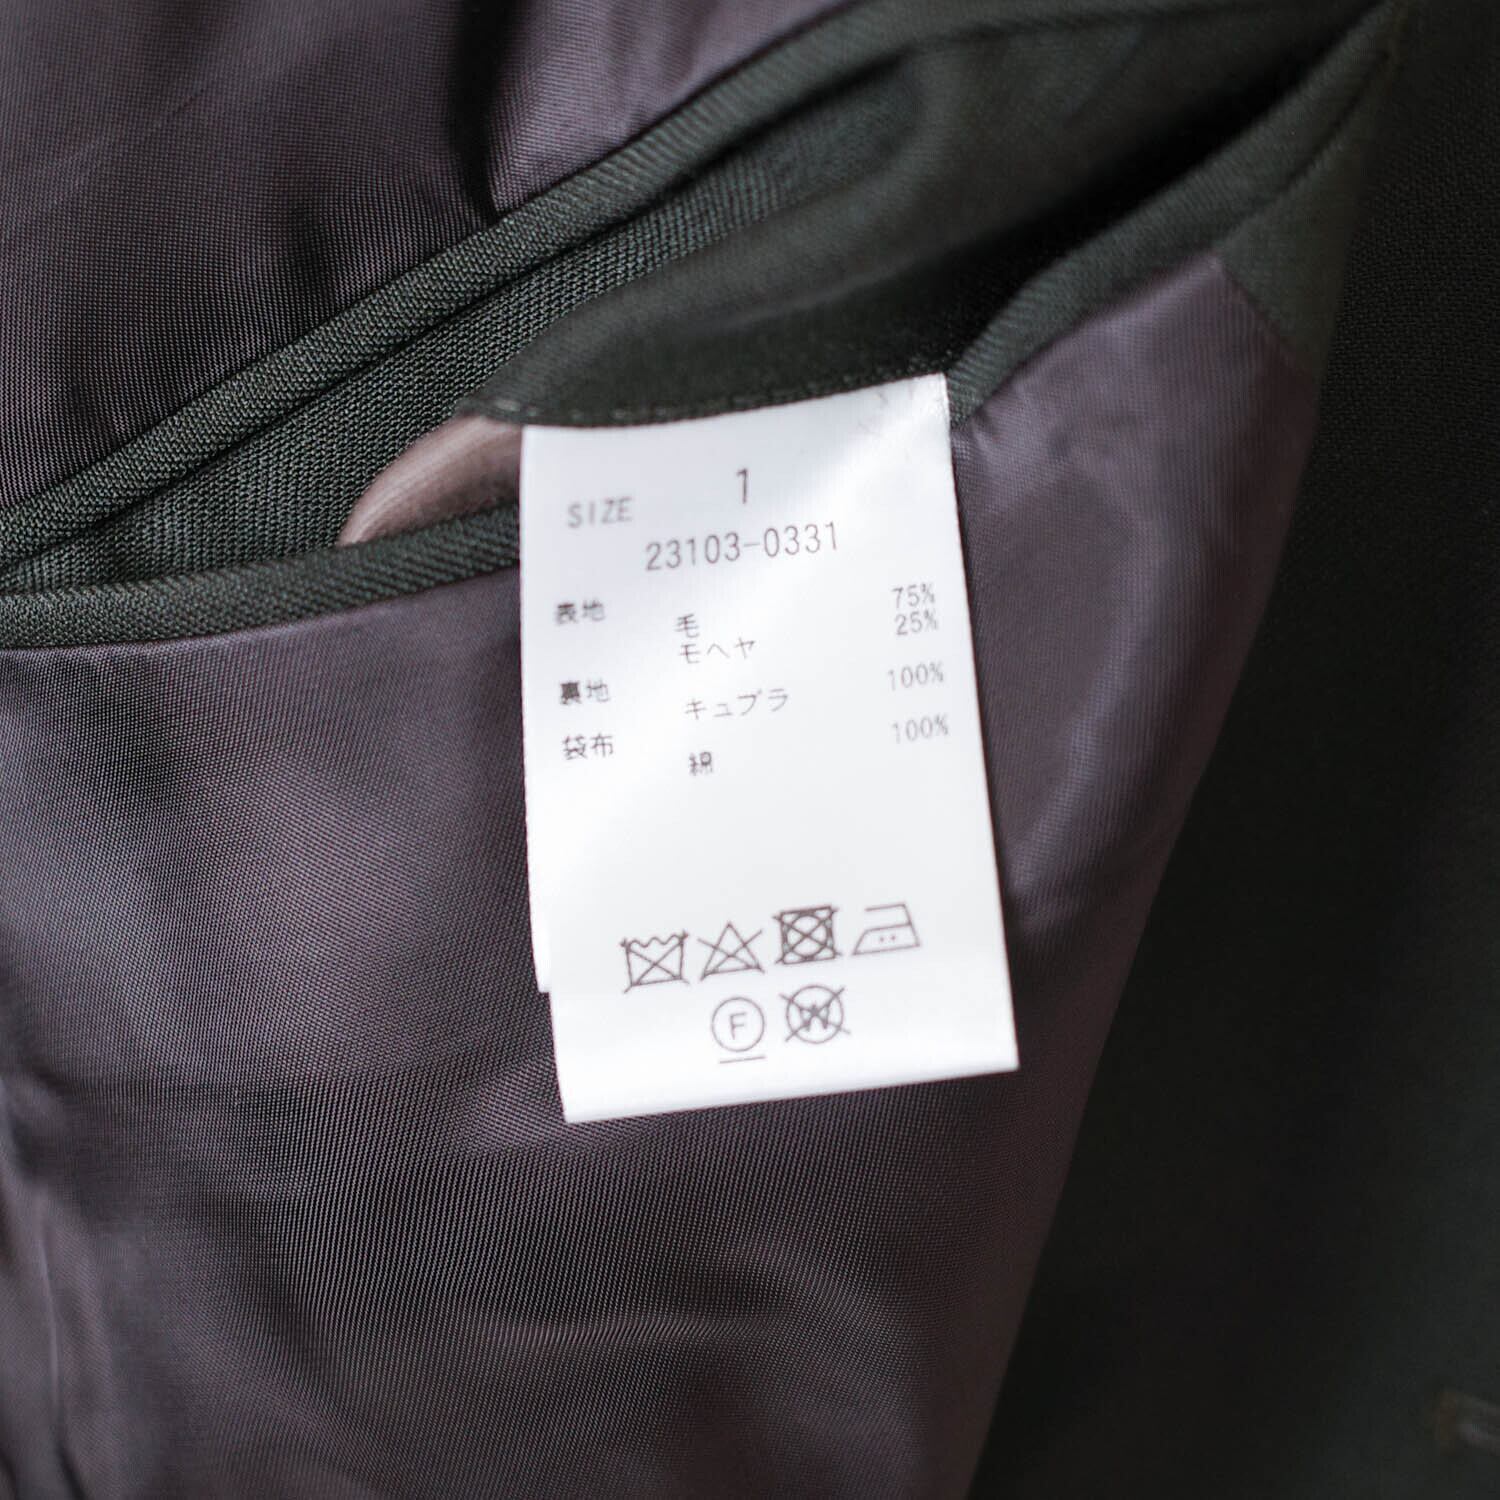 SIZE 1
23103-0331
表地 毛 75%
モヘヤ 25%
裏地 キュプラ 100%
袋布 綿 100%
F W